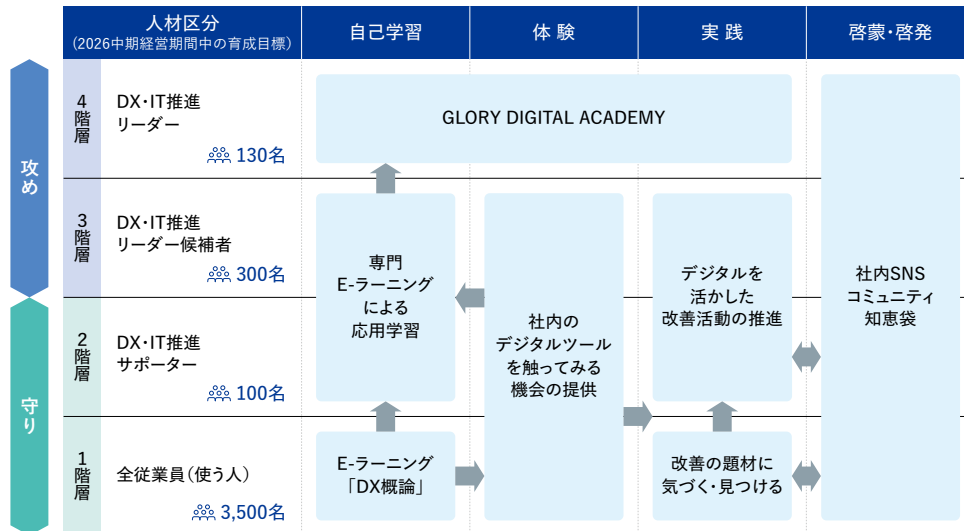 人材区分
(2026中期経営期間中の育成目標)
自己学習
体験
実践
啓蒙・啓発
攻め
守り
4階層
DX・IT推進
リーダー
130名
GLORY DIGITAL ACADEMY
3階層
DX・IT推進
リーダー候補者
300名
専門
E-ラーニング
による
応用学習
社内の
デジタルツール
を触ってみる
機会の提供
デジタルを
活かした
改善活動の推進
社内SNS
コミュニティ
知恵袋
2階層
DX・IT推進
サポーター
100名
1階層
全従業員(使う人)
3,500名
E-ラーニング
「DX概論」
改善の題材に
気づく・見つける